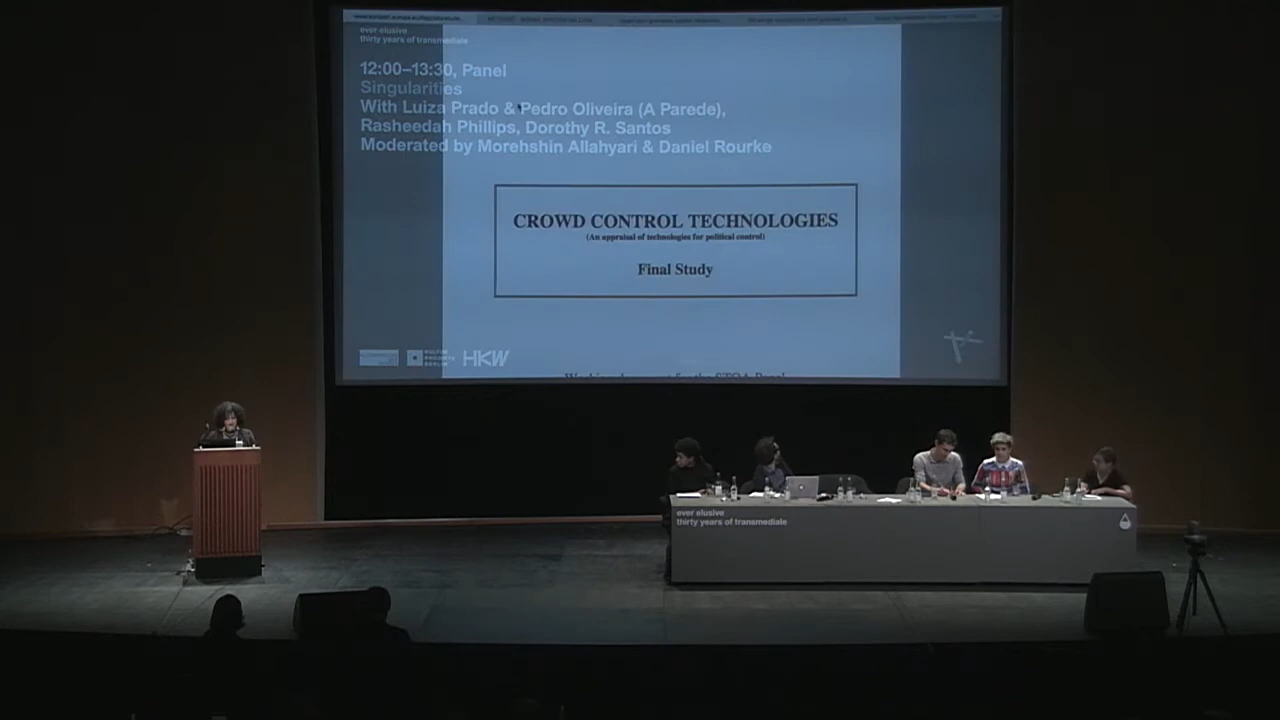 ever elusive
thirty years of transmediale
12:00–13:30, Panel
Singularities
With Luiza Prado & Pedro Oliveira (A Parede),
Rasheedah Phillips, Dorothy R. Santos
Moderated by Morehshin Allahyari & Daniel Rourke
CROWD CONTROL TECHNOLOGIES
(An appraisal of technologies for political control)
Final Study
HKW
ever elusive
thirty years of transmediale